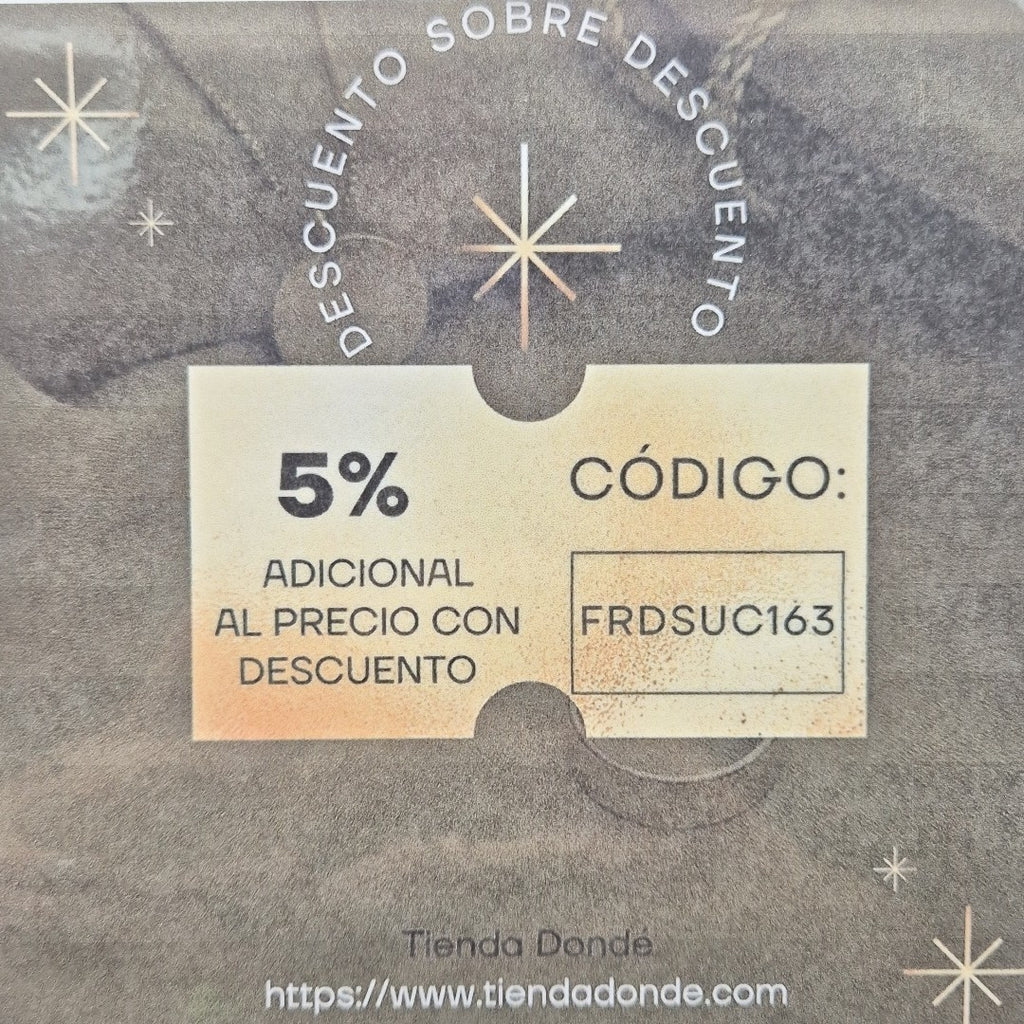 DESCUENTO SOBRE DESCUENTO
5%
ADICIONAL
AL PRECIO CON
DESCUENTO
CÓDIGO:
FRDSUC163
Tienda Dondé
https://www.tiendadonde.com